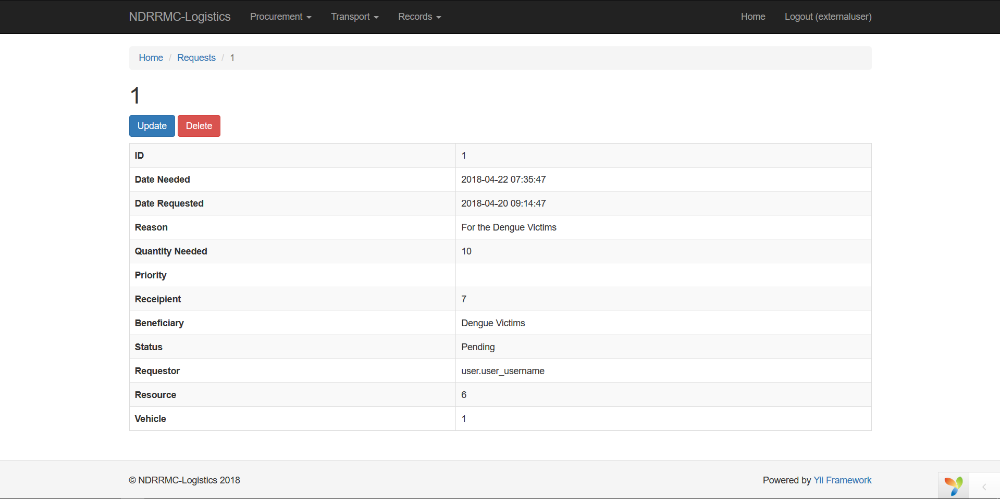 NDRRMC-Logistics Procurement Transport Records Home Logout (externaluser)
Home / Requests / 1
1
Update Delete
ID 1
Date Needed 2018-04-22 07:35:47
Date Requested 2018-04-20 09:14:47
Reason For the Dengue Victims
Quantity Needed 10
Priority
Receipient 7
Beneficiary Dengue Victims
Status Pending
Requestor user.user_username
Resource 6
Vehicle 1
© NDRRMC-Logistics 2018 Powered by Yii Framework